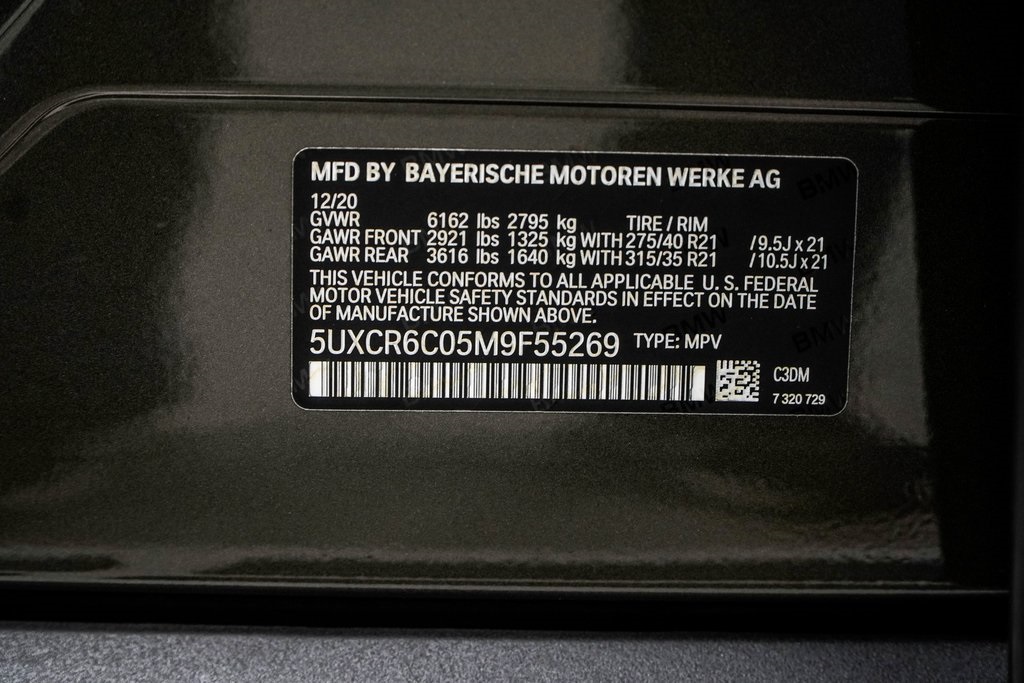 MFD BY BAYERISCHE MOTOREN WERKE AG
12/20
GVWR 6162 lbs 2795 kg TIRE / RIM
GAWR FRONT 2921 lbs 1325 kg WITH 275/40 R21 /9.5J x 21
GAWR REAR 3616 lbs 1640 kg WITH 315/35 R21 /10.5J x 21
THIS VEHICLE CONFORMS TO ALL APPLICABLE U. S. FEDERAL
MOTOR VEHICLE SAFETY STANDARDS IN EFFECT ON THE DATE
OF MANUFACTURE SHOWN ABOVE.
5UXCR6C05M9F55269 TYPE: MPV
C3DM
7 320 729